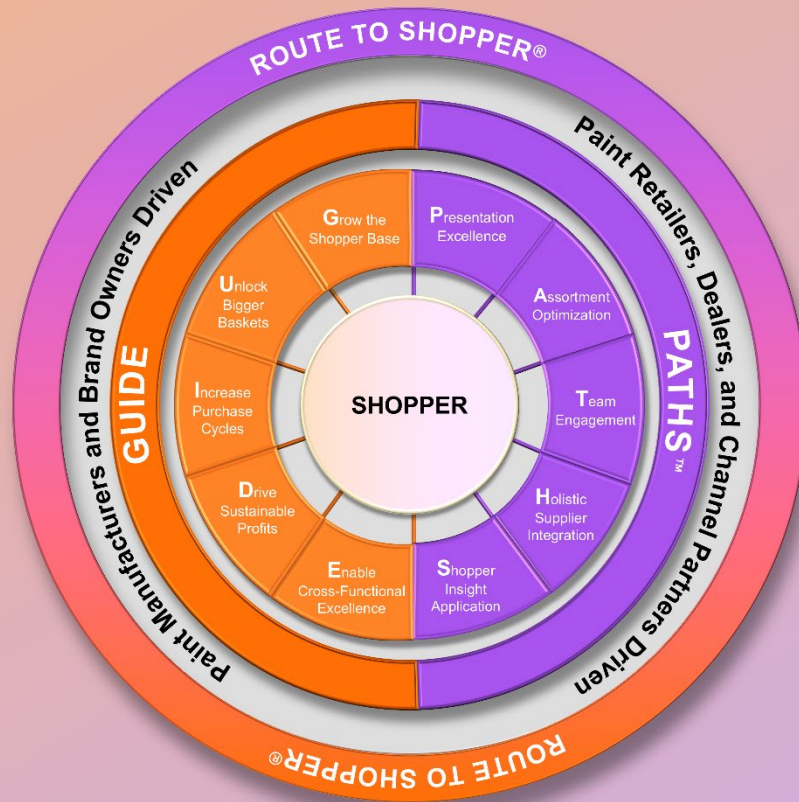 ROUTE TO SHOPPER®
Paint Manufacturers and Brand Owners Driven
Paint Retailers, Dealers, and Channel Partners Driven
GUIDE
Grow the
Shopper Base
Unlock
Bigger
Baskets
Increase
Purchase
Cycles
Drive
Sustainable
Profits
Enable
Cross-Functional
Excellence
SHOPPER
PATHS™
Presentation
Excellence
Assortment
Optimization
Team
Engagement
Holistic
Supplier
Integration
Shopper
Insight
Application
ROUTE TO SHOPPER®